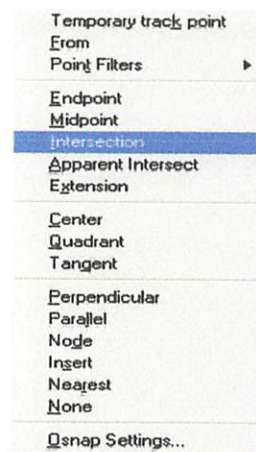 Temporary track point
From
Point Filters
Endpoint
Midpoint
Intersection
Apparent Intersect
Extension
Center
Quadrant
Tangent
Perpendicular
Parallel
Node
Insert
Nearest
None
Osnap Settings...